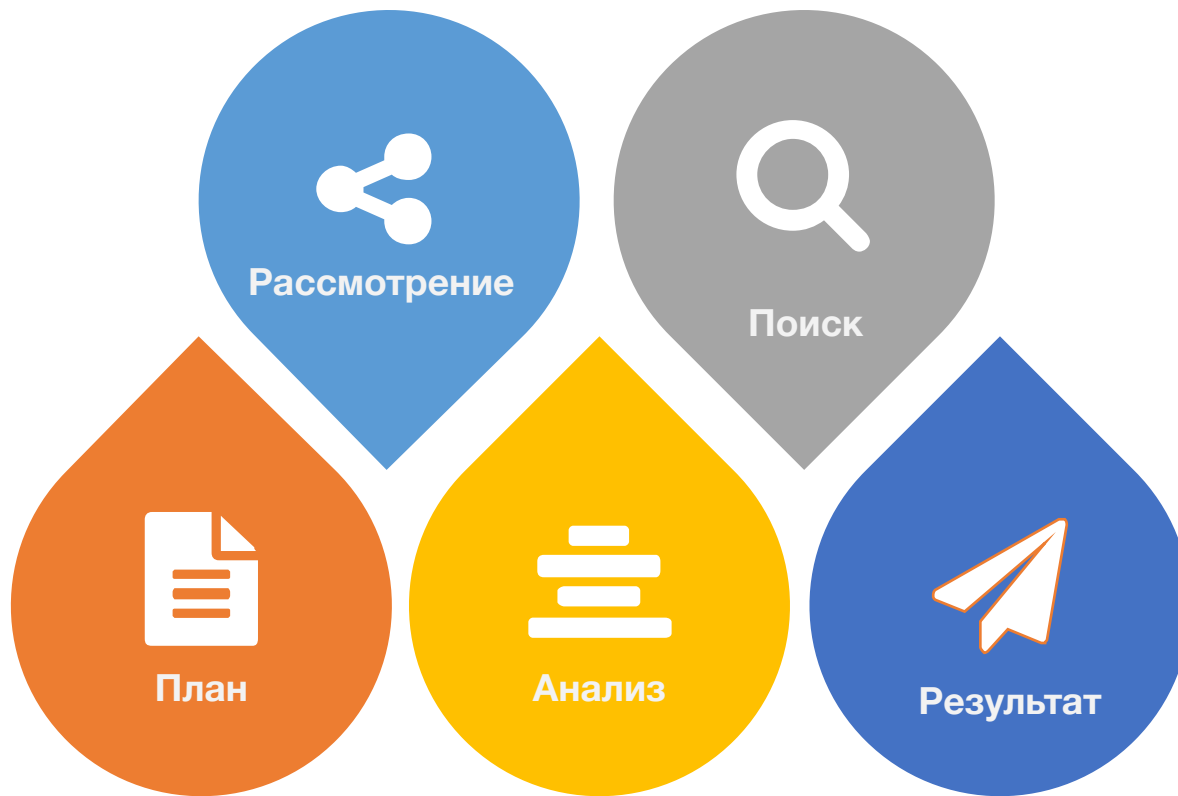 Рассмотрение
Поиск
План
Анализ
Результат